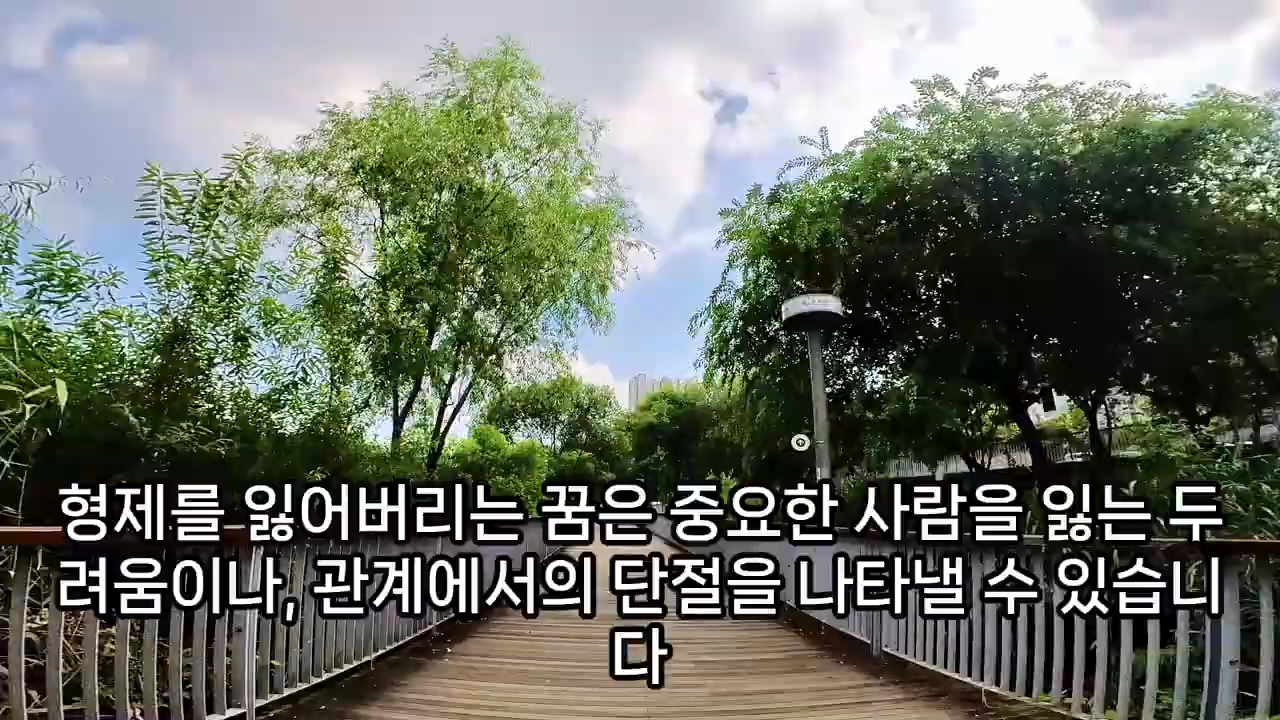 형제를 잃어버리는 꿈은 중요한 사람을 잃는 두
려움이나, 관계에서의 단절을 나타낼 수 있습니
다